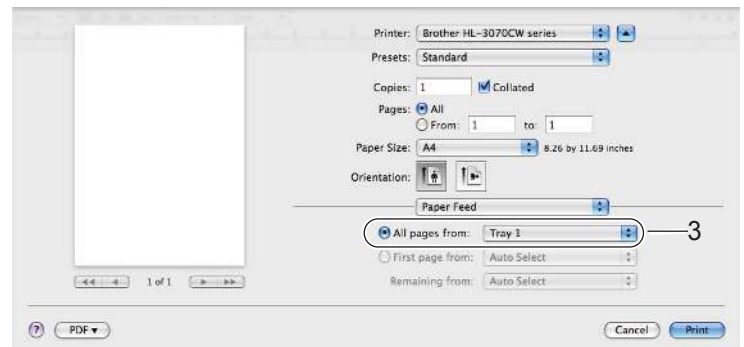 Printer: Brother HL-3070CW series
Presets: Standard
Copies: 1 Collated
Pages: All
From: 1 to: 1
Paper Size: A4 8.26 by 11.69 inches
Orientation:
Paper Feed
All pages from: Tray 1 3
First page from: Auto Select
1 of 1 Remaining from: Auto Select
? PDF Cancel Print